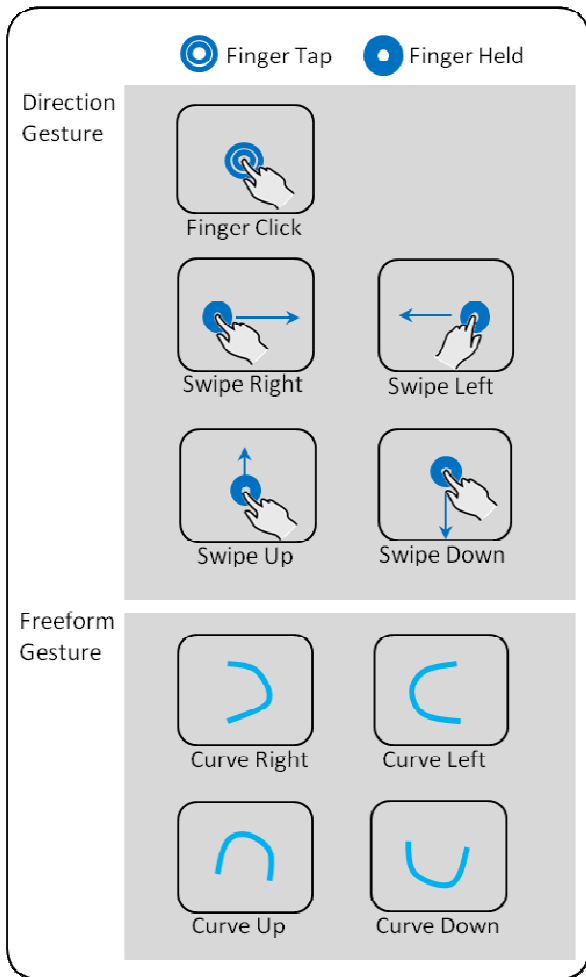 Finger Tap Finger Held
Direction
Gesture
Finger Click
Swipe Right Swipe Left
Swipe Up Swipe Down
Freeform
Gesture
Curve Right Curve Left
Curve Up Curve Down